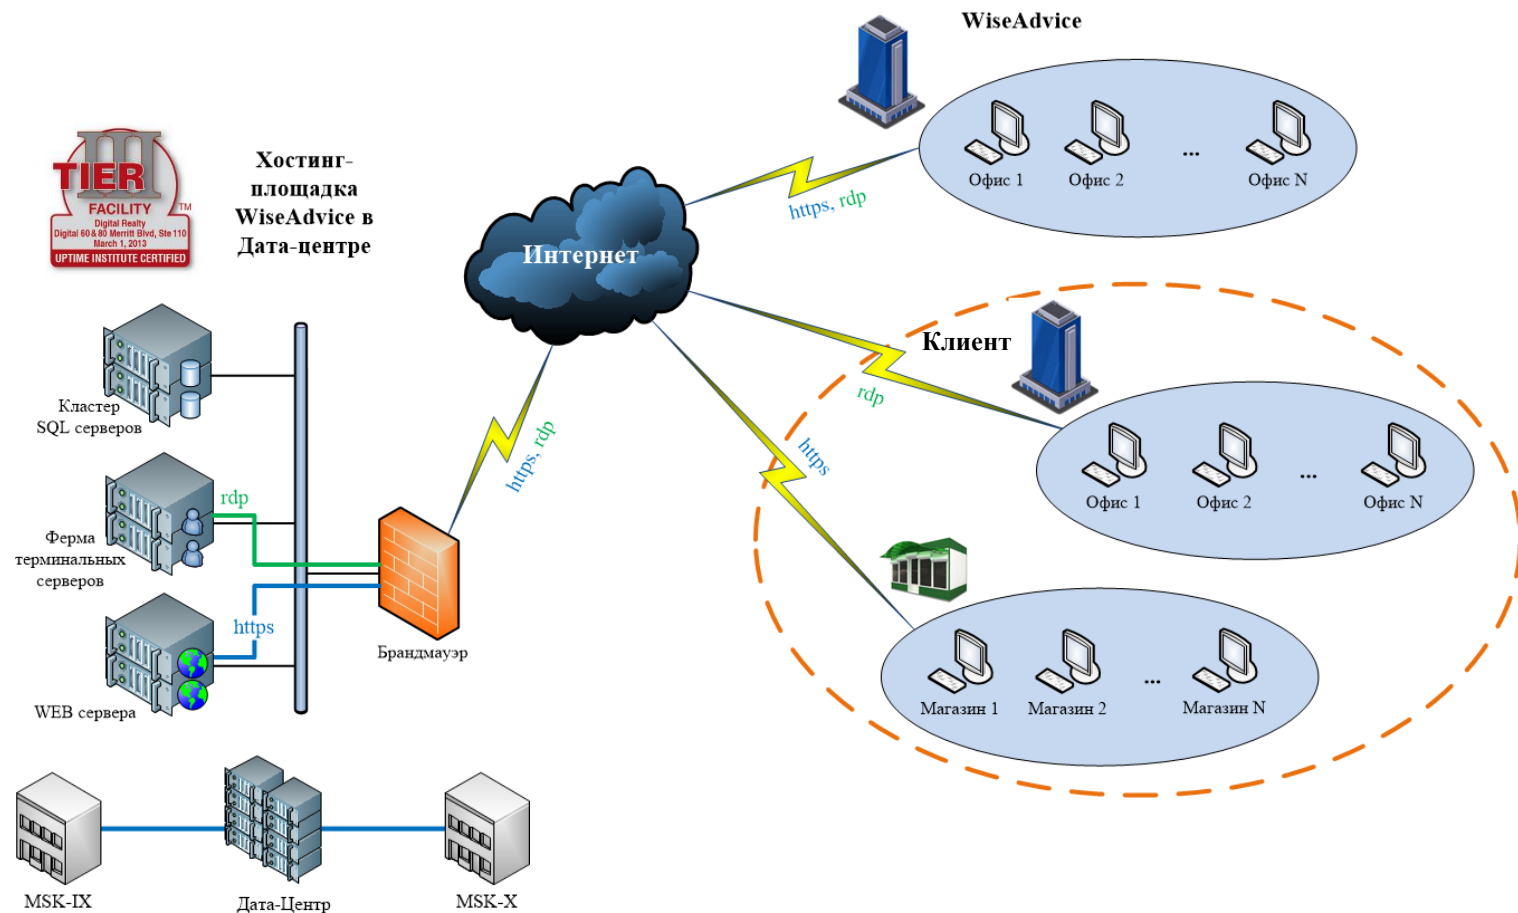 WiseAdvice
Офис 1
Офис 2
...
Офис N
https, rdp
III
TIER
FACILITY
TM
Digital Realty
Digital 60 & 80 Merritt Blvd, Ste 110
March 1, 2013
UPTIME INSTITUTE CERTIFIED
Хостинг-
площадка
WiseAdvice в
Дата-центре
Интернет
Клиент
rdp
Офис 1
Офис 2
...
Офис N
https
Магазин 1
Магазин 2
...
Магазин N
https, rdp
Кластер
SQL серверов
rdp
Ферма
терминальных
серверов
https
WEB сервера
Брандмауэр
MSK-IX
Дата-Центр
MSK-X